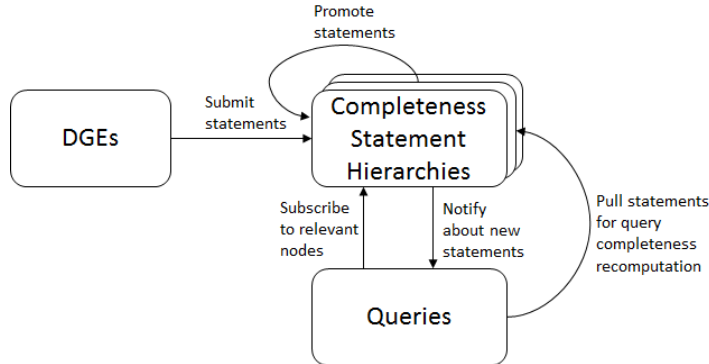 Promote
statements
DGEs
Submit
statements
Completeness
Statement
Hierarchies
Subscribe
to relevant
nodes
Notify
about new
statements
Pull statements
for query
completeness
recomputation
Queries